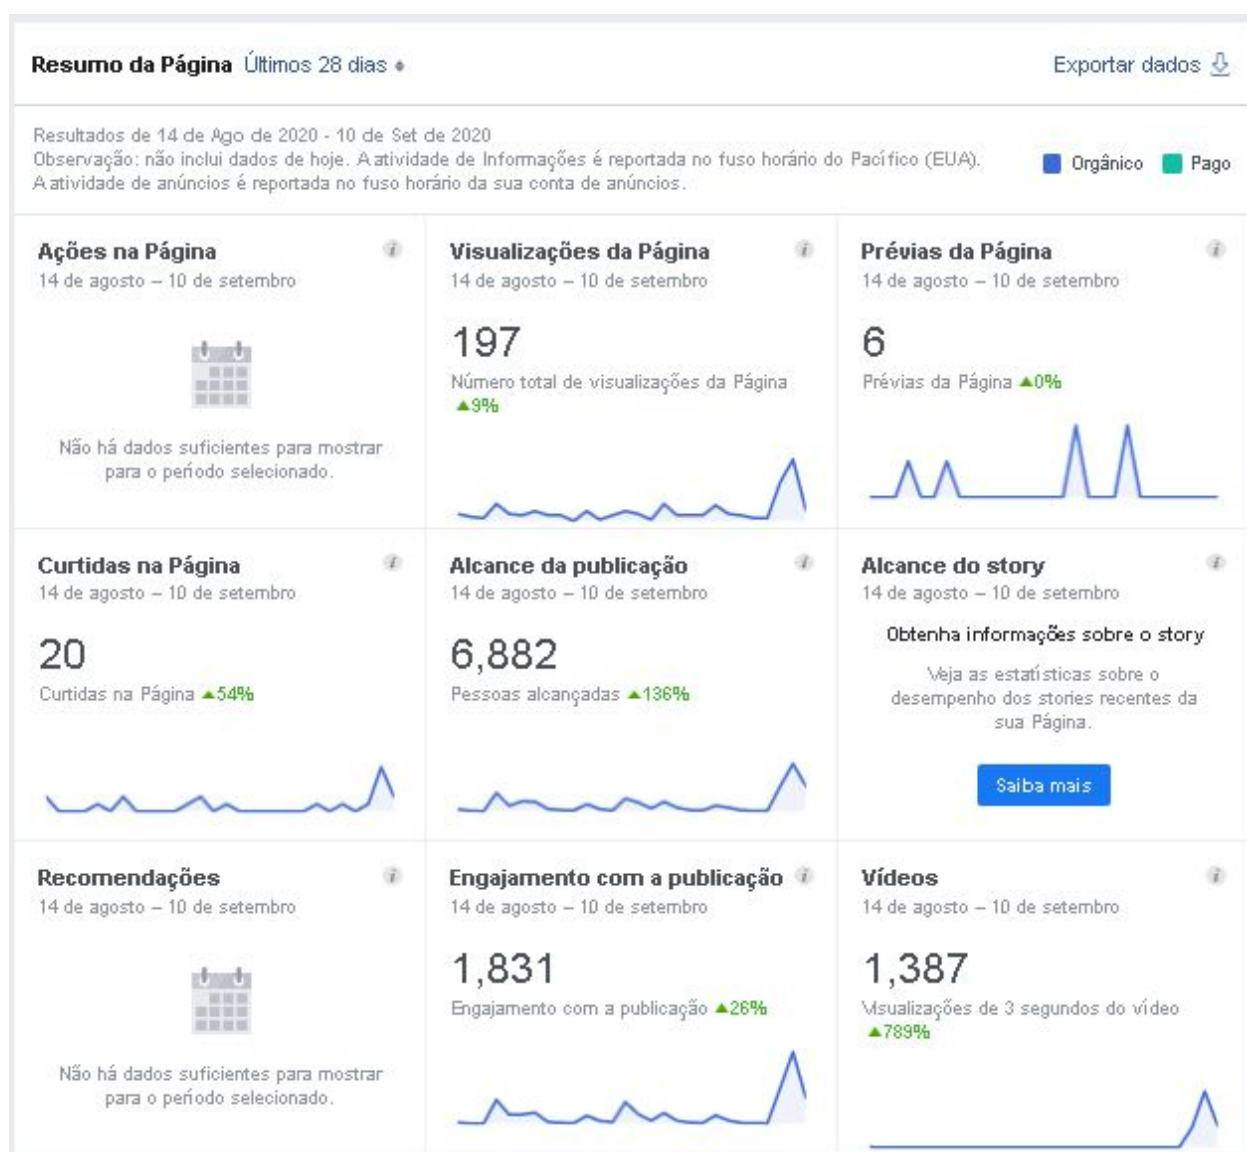 Resumo da Página Últimos 28 dias
Exportar dados
Resultados de 14 de Ago de 2020 - 10 de Set de 2020
Observação: não inclui dados de hoje. A atividade de Informações é reportada no fuso horário do Pacífico (EUA).
A atividade de anúncios é reportada no fuso horário da sua conta de anúncios.
Orgânico Pago
Ações na Página
14 de agosto – 10 de setembro
Não há dados suficientes para mostrar
para o período selecionado.
Visualizações da Página
14 de agosto – 10 de setembro
197
Número total de visualizações da Página
▲9%
Prévias da Página
14 de agosto – 10 de setembro
6
Prévias da Página ▲0%
Curtidas na Página
14 de agosto – 10 de setembro
20
Curtidas na Página ▲54%
Alcance da publicação
14 de agosto – 10 de setembro
6,882
Pessoas alcançadas ▲136%
Alcance do story
14 de agosto – 10 de setembro
Obtenha informações sobre o story
Veja as estatísticas sobre o
desempenho dos stories recentes da
sua Página.
Saiba mais
Recomendações
14 de agosto – 10 de setembro
Não há dados suficientes para mostrar
para o período selecionado.
Engajamento com a publicação
14 de agosto – 10 de setembro
1,831
Engajamento com a publicação ▲26%
Vídeos
14 de agosto – 10 de setembro
1,387
Visualizações de 3 segundos do vídeo
▲789%